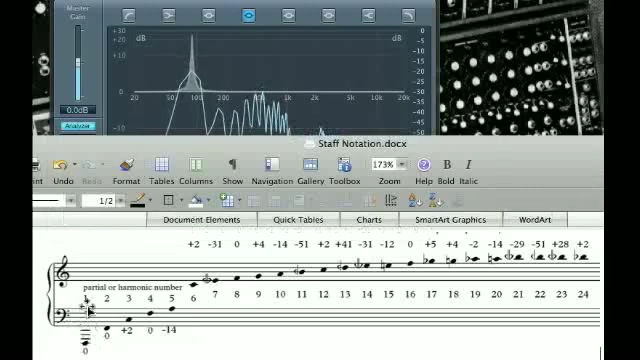 Master
Gain
0.0dB
Analyzer
+30
+20
+10
0
-10
dB
dB
0
-5
-10
-15
-20
-25
-30
-35
-40
20
50
100
200
1k
2k
5k
10k
20k
Staff Notation.docx
Undo Redo Format Tables Columns Show Navigation Gallery Toolbox Zoom Help Bold Italic
173%
B I
1/2
Document Elements Quick Tables Charts SmartArt Graphics WordArt
+2 -31 0 +4 -14 -51 +2 +41 -31 -12 0 +5 +4 -2 -14 -29 -51 +28 +2
partial or harmonic number
1 2 3 4 5 6 7 8 9 10 11 12 13 14 15 16 17 18 19 20 21 22 23 24
0 +2 0 -14
0